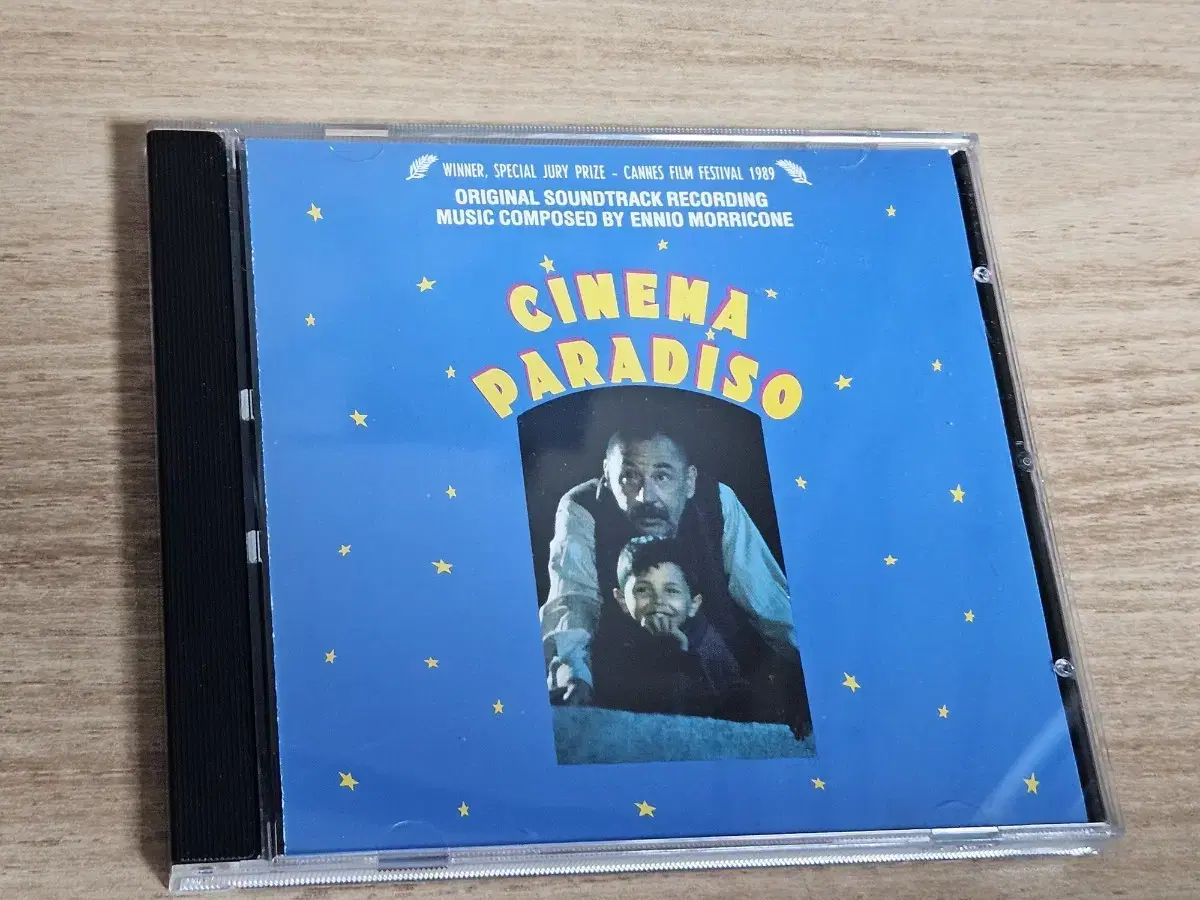 WINNER, SPECIAL JURY PRIZE - CANNES FILM FESTIVAL 1989
ORIGINAL SOUNDTRACK RECORDING
MUSIC COMPOSED BY ENNIO MORRICONE
CINEMA
PARADISO